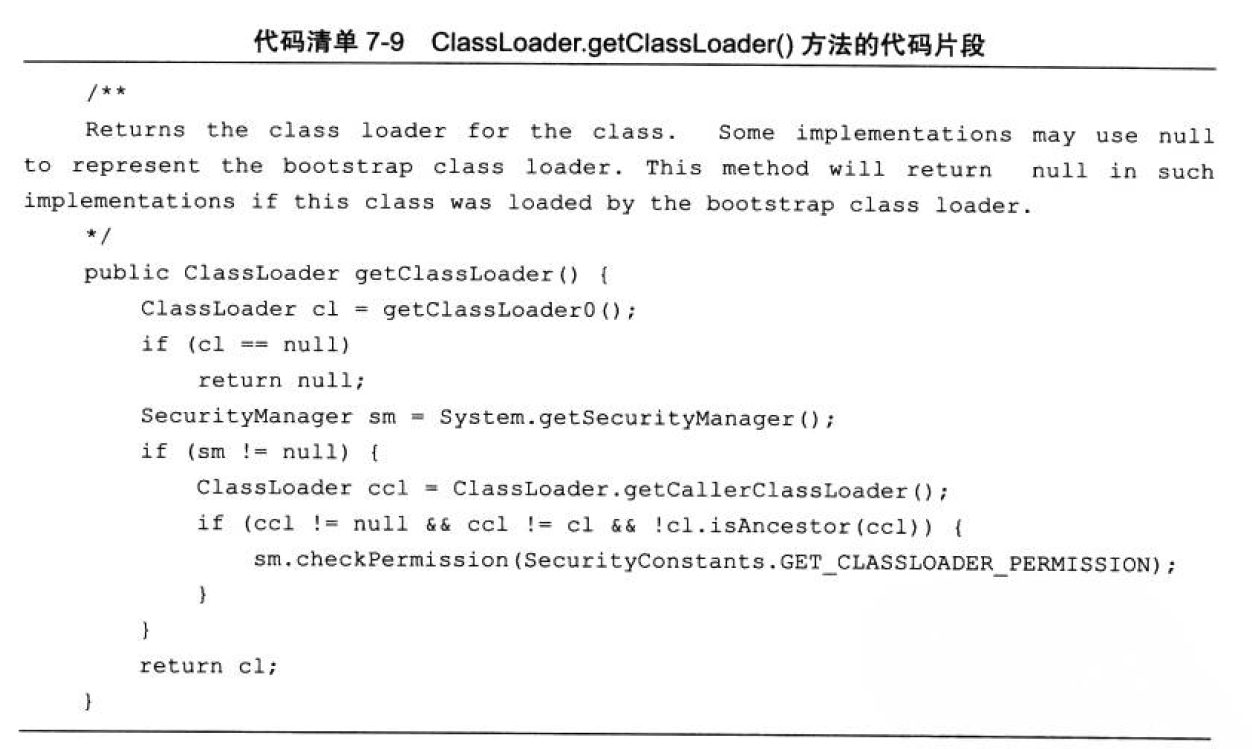 代码清单 7-9 ClassLoader.getClassLoader() 方法的代码片段
/**
Returns the class loader for the class. Some implementations may use null
to represent the bootstrap class loader. This method will return null in such
implementations if this class was loaded by the bootstrap class loader.
*/
public ClassLoader getClassLoader() {
ClassLoader cl = getClassLoader0();
if (cl == null)
return null;
SecurityManager sm = System.getSecurityManager();
if (sm != null) {
ClassLoader ccl = ClassLoader.getCallerClassLoader();
if (ccl != null && ccl != cl && !cl.isAncestor(ccl)) {
sm.checkPermission(SecurityConstants.GET_CLASSLOADER_PERMISSION);
}
}
return cl;
}